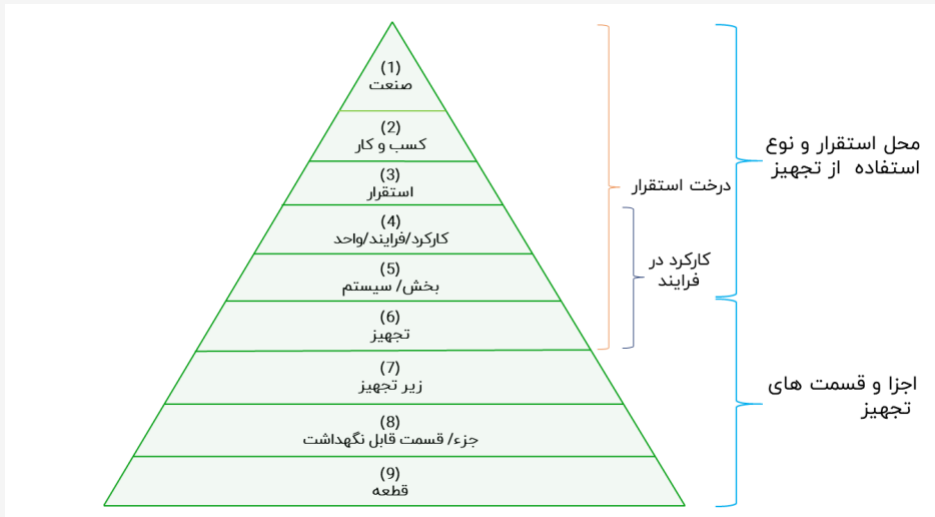 (1)
صنعت
(2)
کسب و کار
(3)
استقرار
(4)
کارکرد/فرایند/واحد
(5)
بخش/ سیستم
(6)
تجهیز
(7)
زیر تجهیز
(8)
جزء/ قسمت قابل نگهداشت
(9)
قطعه
درخت استقرار
کارکرد در
فرایند
محل استقرار و نوع
استفاده از تجهیز
اجزا و قسمت های
تجهیز